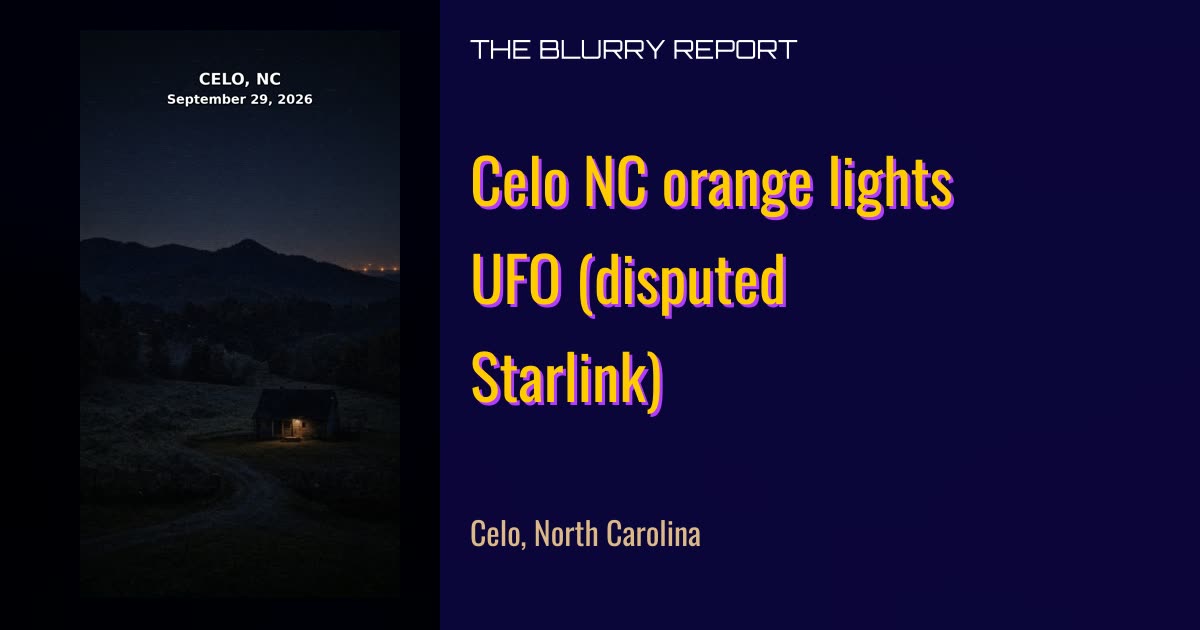 CELO, NC
September 29, 2026
THE BLURRY REPORT
Celo NC orange lights
UFO (disputed
Starlink)
Celo, North Carolina